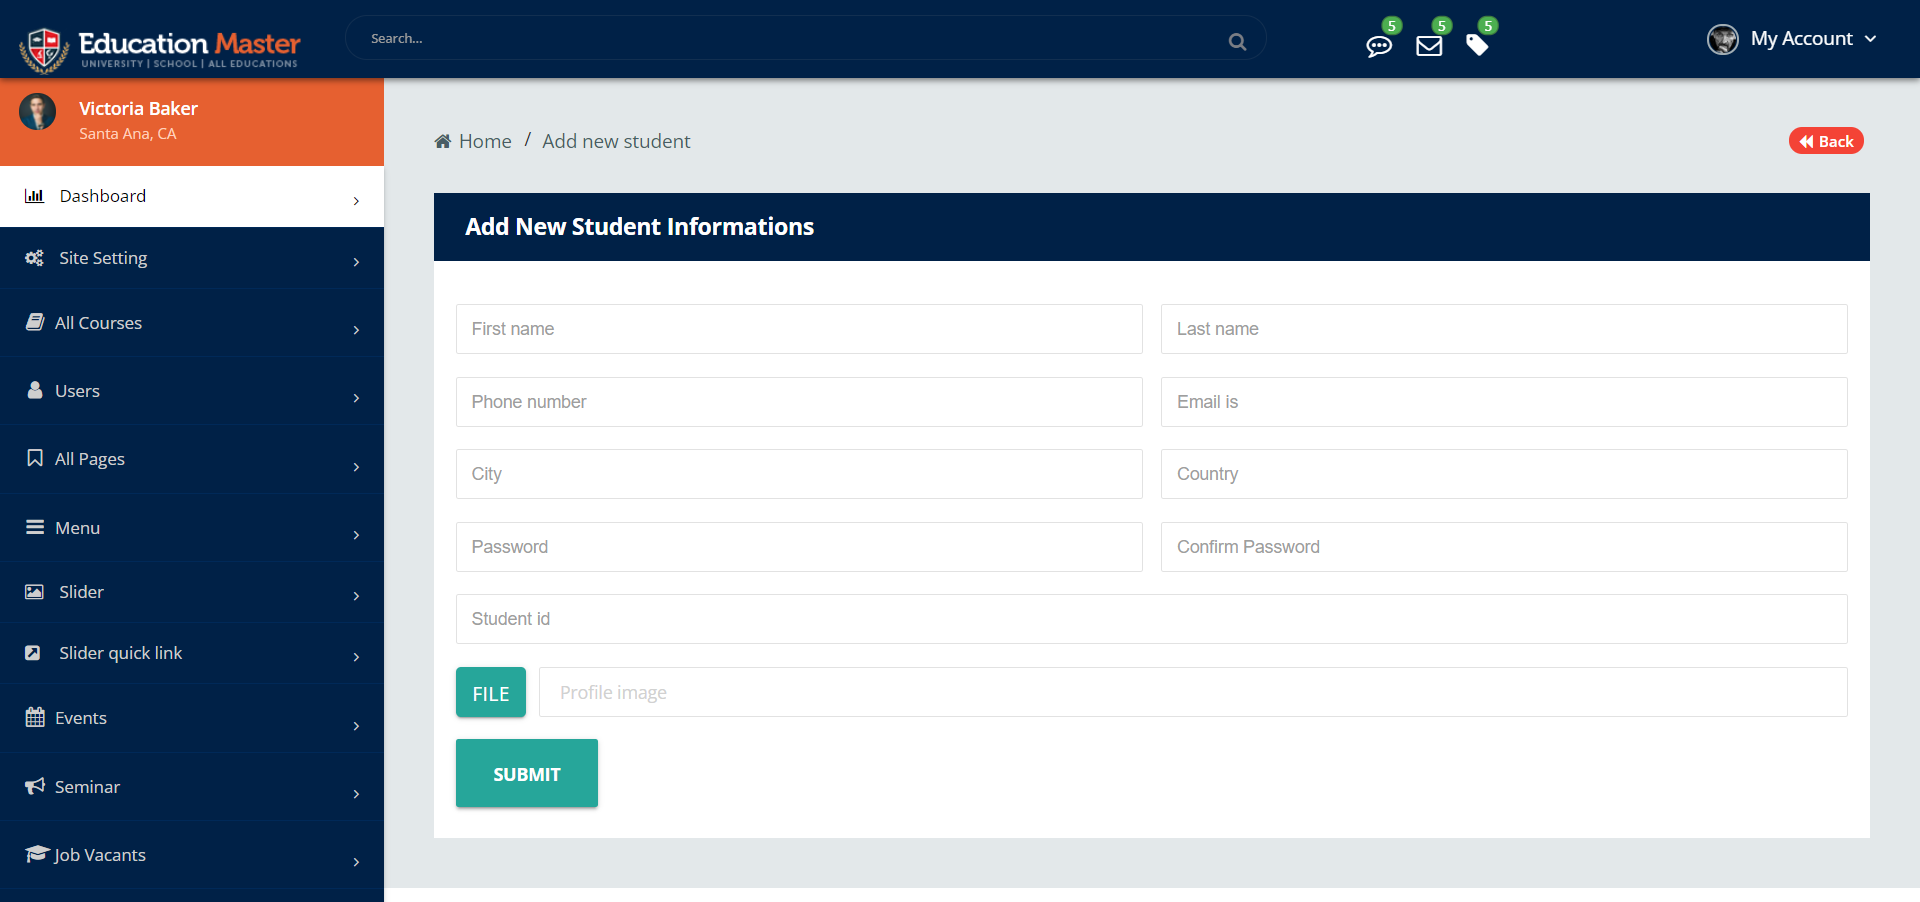 Education Master
UNIVERSITY | SCHOOL | ALL EDUCATIONS
Search...
5
5
5
My Account
Victoria Baker
Santa Ana, CA
Dashboard
Site Setting
All Courses
Users
All Pages
Menu
Slider
Slider quick link
Events
Seminar
Job Vacants
Home / Add new student
Back
Add New Student Informations
First name
Last name
Phone number
Email is
City
Country
Password
Confirm Password
Student id
FILE
Profile image
SUBMIT